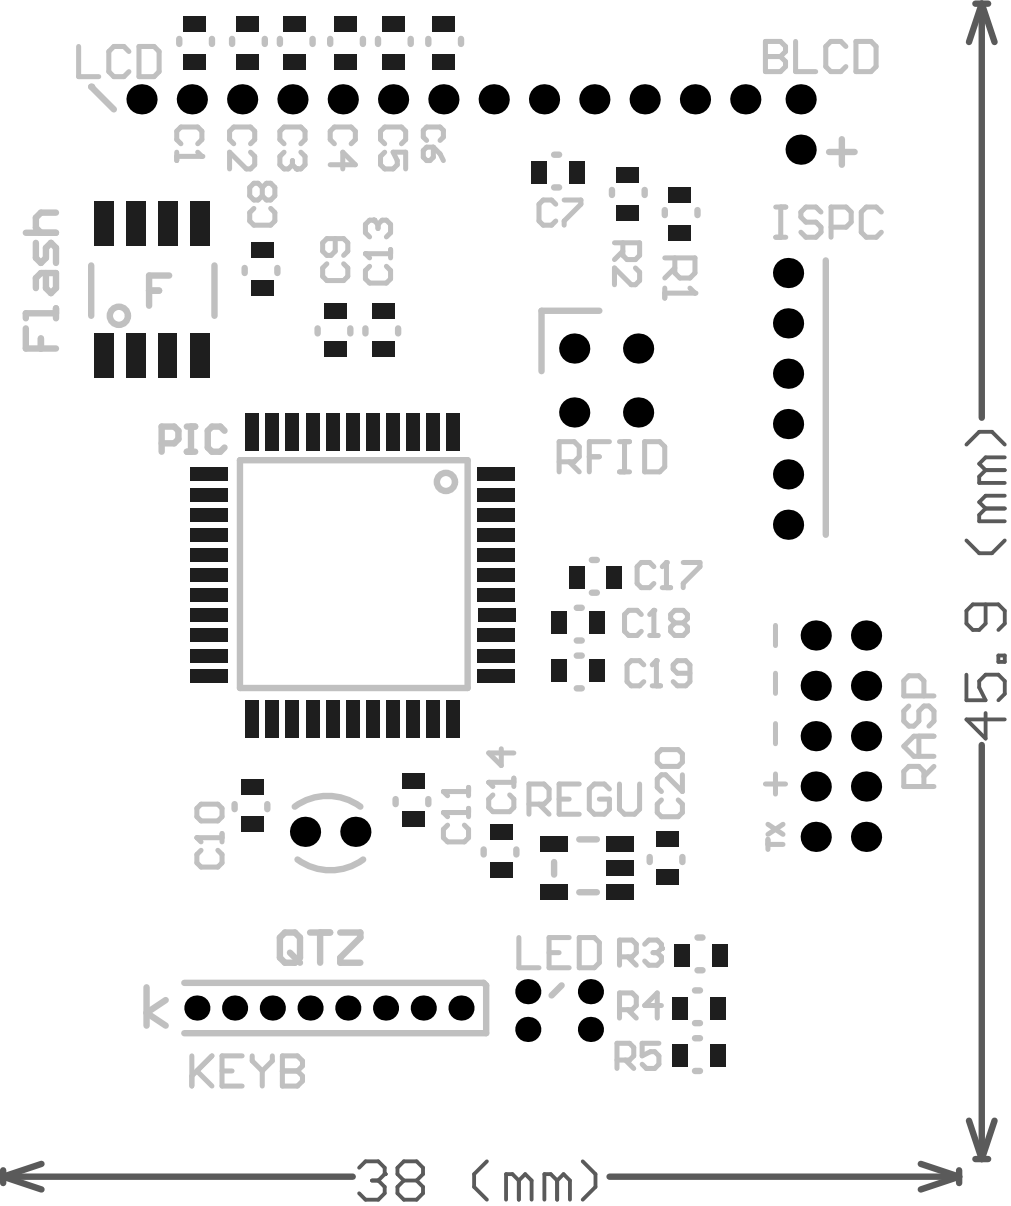 LCD
BLCD
C1
C2
C3
C4
C5
C6
+
C7
R2
R1
ISPC
C8
C9
C13
Flash
F
RFID
PIC
C17
C18
C19
RASP
—
—
—
+
TX
C10
C11
C14
REGU
C20
QTZ
LED
R3
R4
R5
K
KEYB
45.9 (mm)
38 (mm)